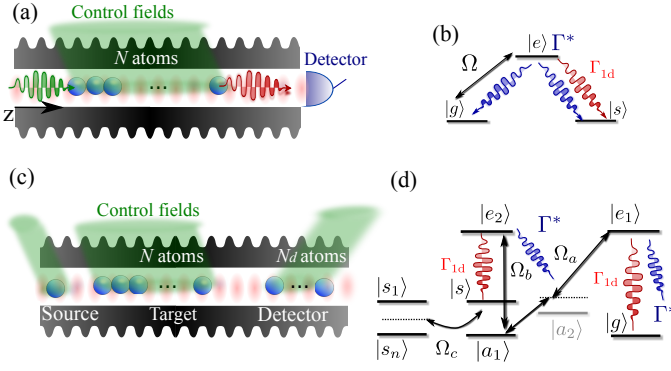 (a)
Control fields
N atoms
...
Detector
z
(b)
|e⟩ Γ*
Ω
Γ1d
|g⟩
|s⟩
(c)
Control fields
N atoms
Nd atoms
... ...
Source
Target
Detector
(d)
|e2⟩
Γ*
|e1⟩
Γ1d
Ωb
Ωa
Γ1d
Γ*
|s1⟩
|s⟩
|sn⟩
Ωc
|a1⟩
|a2⟩
|g⟩